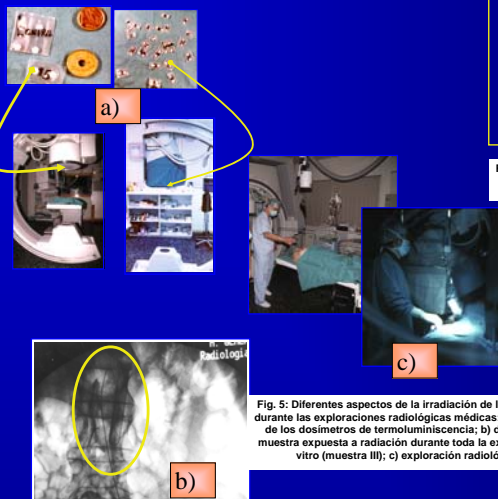 a)
c)
Radiologí
b)
Fig. 5: Diferentes aspectos de la irradiación de l
durante las exploraciones radiológicas médicas
de los dosímetros de termoluminiscencia; b) d
muestra expuesta a radiación durante toda la ex
vitro (muestra III); c) exploración radioló